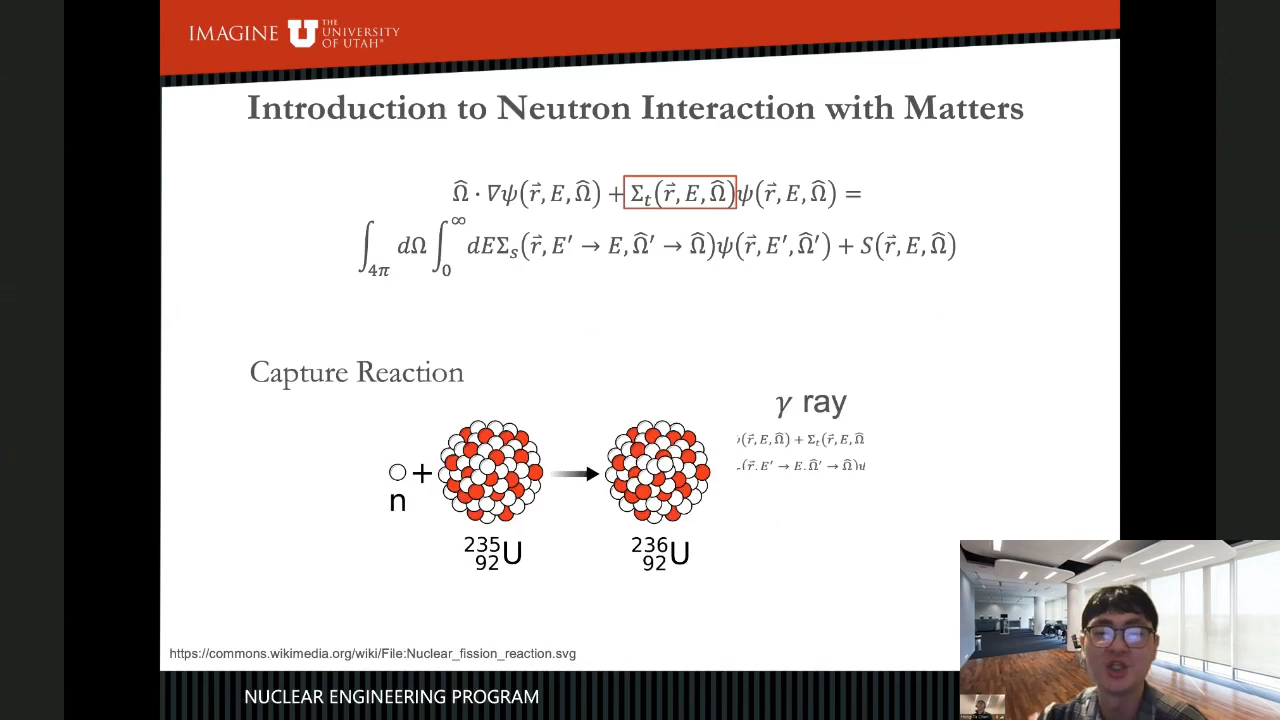 IMAGINE
THE
UNIVERSITY
OF UTAH®
Introduction to Neutron Interaction with Matters
Ω̂ · ∇ψ(r⃗, E, Ω̂) + Σₜ(r⃗, E, Ω̂)ψ(r⃗, E, Ω̂) =
∫₄π dΩ ∫₀^∞ dEΣₛ(r⃗, E′ → E, Ω̂′ → Ω̂)ψ(r⃗, E′, Ω̂′) + S(r⃗, E, Ω̂)
Capture Reaction
γ ray
(r⃗, E, Ω̂) + Σₜ(r⃗, E, Ω̂
(r⃗, E′ → E, Ω̂′ → Ω̂)
n +
²³⁵₉₂U
²³⁶₉₂U
https://commons.wikimedia.org/wiki/File:Nuclear_fission_reaction.svg
NUCLEAR ENGINEERING PROGRAM